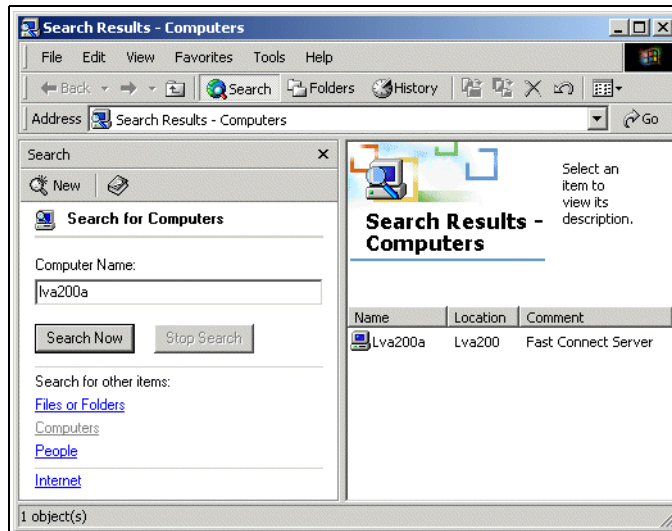 Search Results - Computers
File Edit View Favorites Tools Help
Back Search Folders History
Address Search Results - Computers Go
Search
New
Search for Computers
Computer Name:
lva200a
Search Now Stop Search
Search for other items:
Files or Folders
Computers
People
Internet
Search Results -
Computers
Select an
item to
view its
description.
Name Location Comment
Lva200a Lva200 Fast Connect Server
1 object(s)